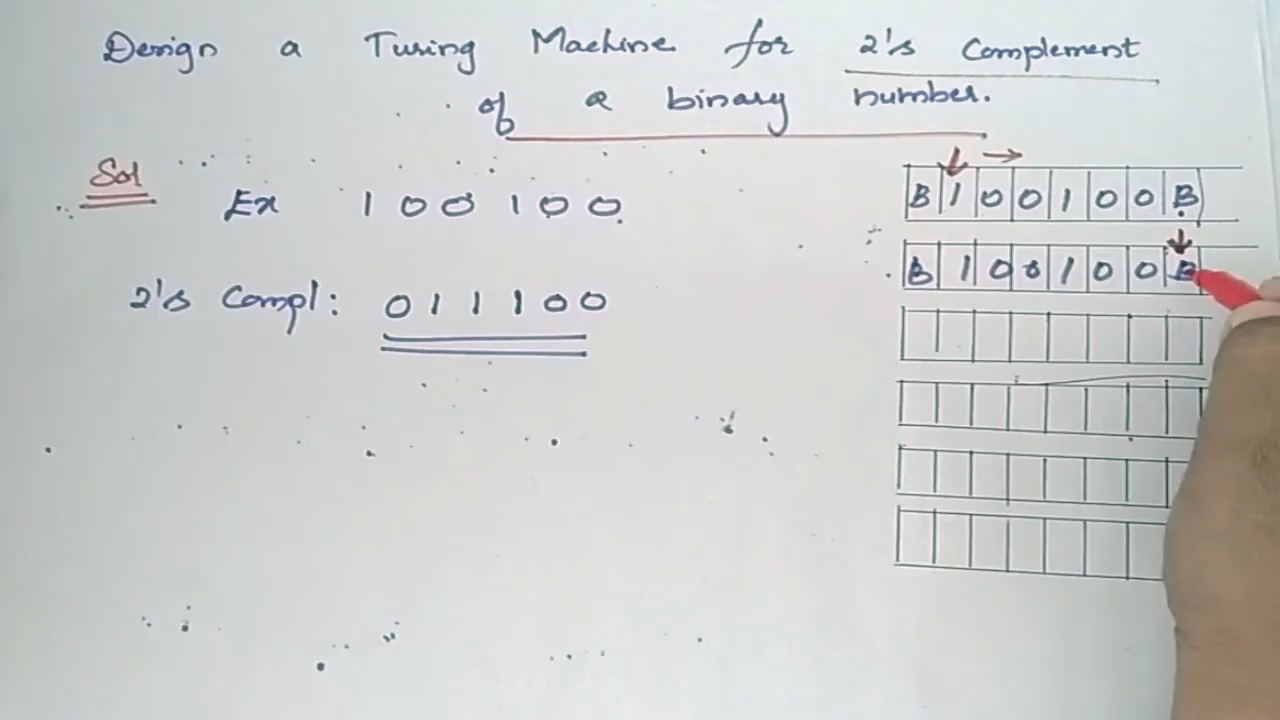 Design a Turing Machine for 2's Complement
of a binary number.
Sol
Ex 1 0 0 1 0 0
B 1 0 0 1 0 0 B
B 1 0 0 1 0 0 B
2's Compl: 0 1 1 1 0 0